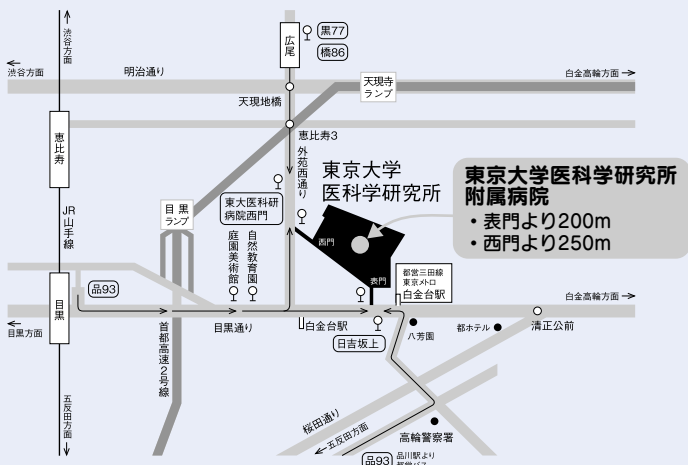 渋谷方面
広尾
黒77
橋86
渋谷方面
明治通り
天現寺
ランプ
白金高輪方面
天現地橋
恵比寿3
恵比寿
外苑西通り
東京大学
医科学研究所
東京大学医科学研究所
附属病院
・表門より200m
・西門より250m
東大医科研
病院西門
目黒
ランプ
JR山手線
庭園美術館
自然教育園
西門
表門
都営三田線
東京メトロ
白金台駅
品93
目黒
目黒方面
首都高速2号線
目黒通り
白金台駅
日吉坂上
八芳園
都ホテル
清正公前
白金高輪方面
五反田方面
桜田通り
五反田方面
高輪警察署
品93
品川駅より
都営バス